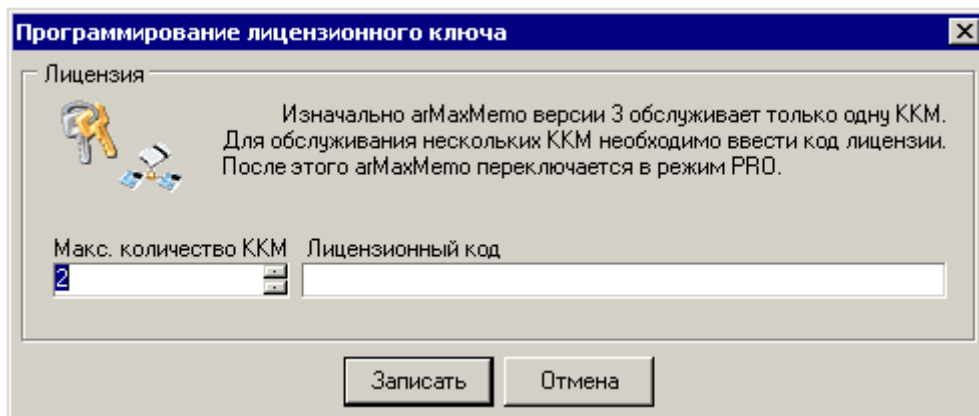 Программирование лицензионного ключа
Лицензия
Изначально arMaxMemo версии 3 обслуживает только одну ККМ.
Для обслуживания нескольких ККМ необходимо ввести код лицензии.
После этого arMaxMemo переключается в режим PRO.
Макс. количество ККМ Лицензионный код
2
Записать Отмена